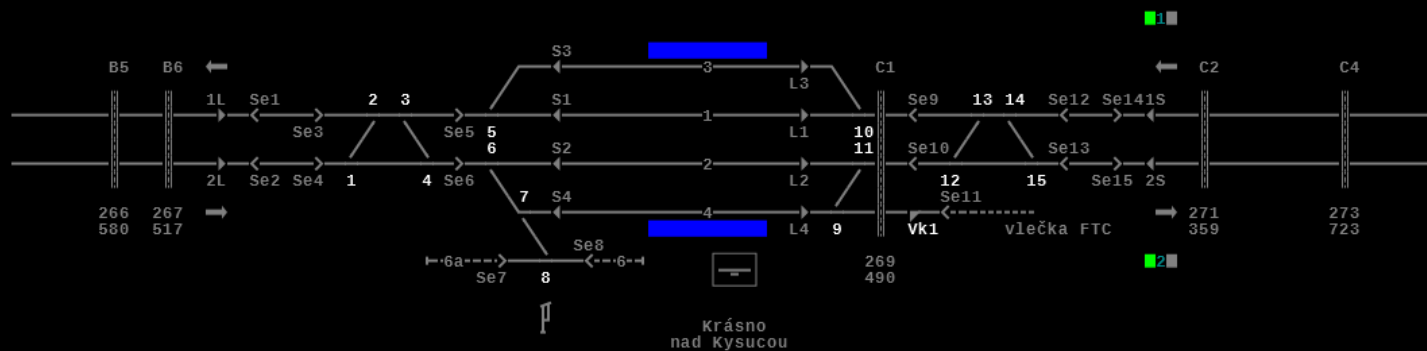 1
S3
B5 B6 3 C1 C2 C4
L3
1L Se1 2 3 S1 Se9 13 14 Se12 Se14 1S
1
Se3 Se5 5 L1 10
6 S2 11 Se10 Se13
2
2L Se2 Se4 1 4 Se6 L2 12 15 Se15 2S
7 S4 Se11
266 267 4 271 273
580 517 L4 9 Vk1 vlečka FTC 359 723
Se8
6a 6 269 2
Se7 8 490
Krásno
nad Kysucou